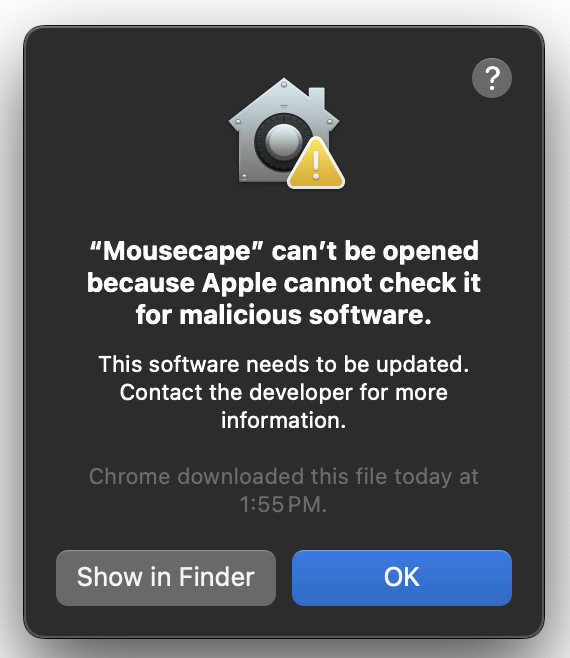 ?
“Mousecape” can’t be opened
because Apple cannot check it
for malicious software.
This software needs to be updated.
Contact the developer for more
information.
Chrome downloaded this file today at
1:55 PM.
Show in Finder
OK